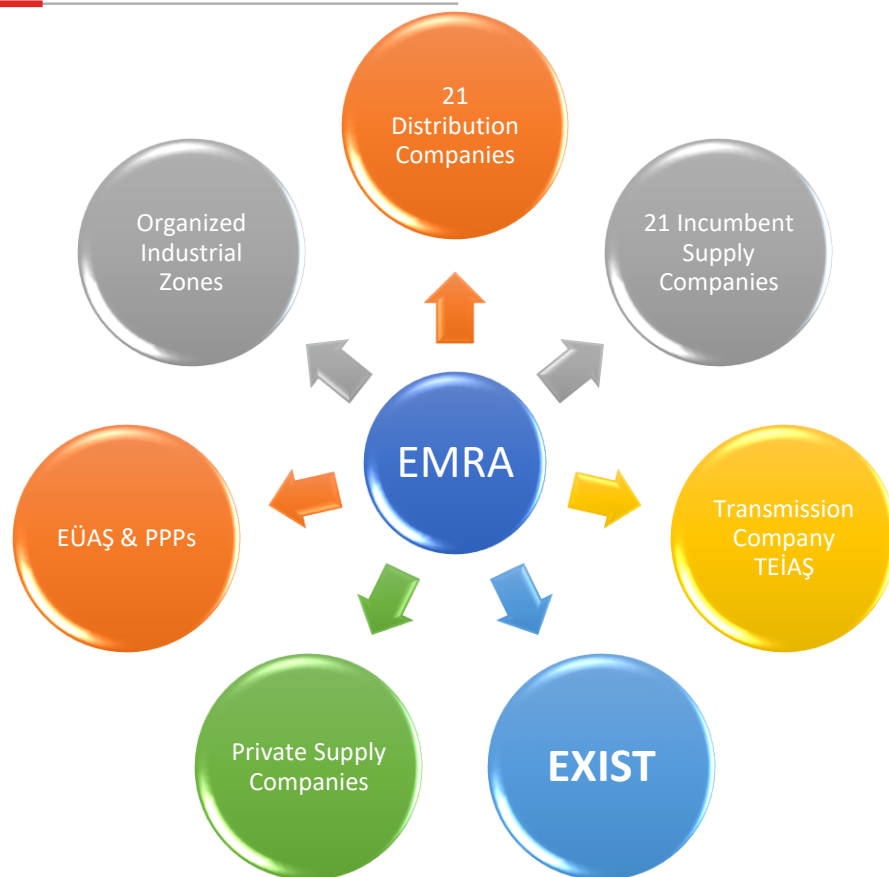 21
Distribution
Companies
Organized
Industrial
Zones
21 Incumbent
Supply
Companies
EMRA
EÜAŞ & PPPs
Transmission
Company
TEİAŞ
Private Supply
Companies
EXIST